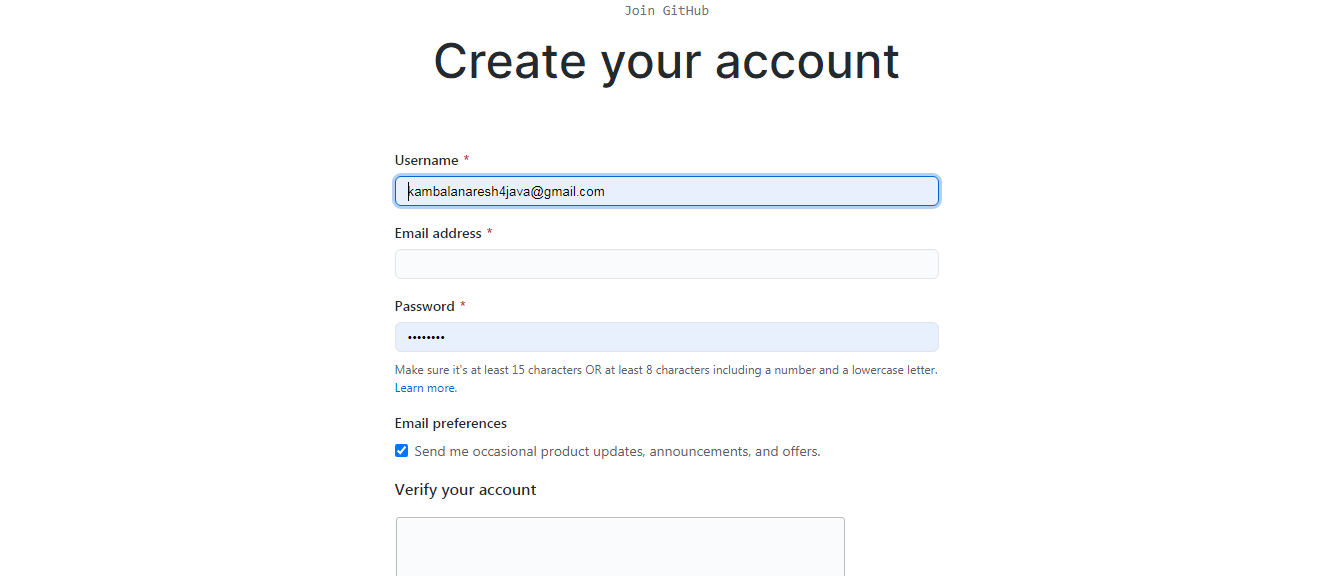 Join GitHub
Create your account
Username *
kambalanaresh4java@gmail.com
Email address *
Password *
••••••••
Make sure it's at least 15 characters OR at least 8 characters including a number and a lowercase letter.
Learn more.
Email preferences
Send me occasional product updates, announcements, and offers.
Verify your account